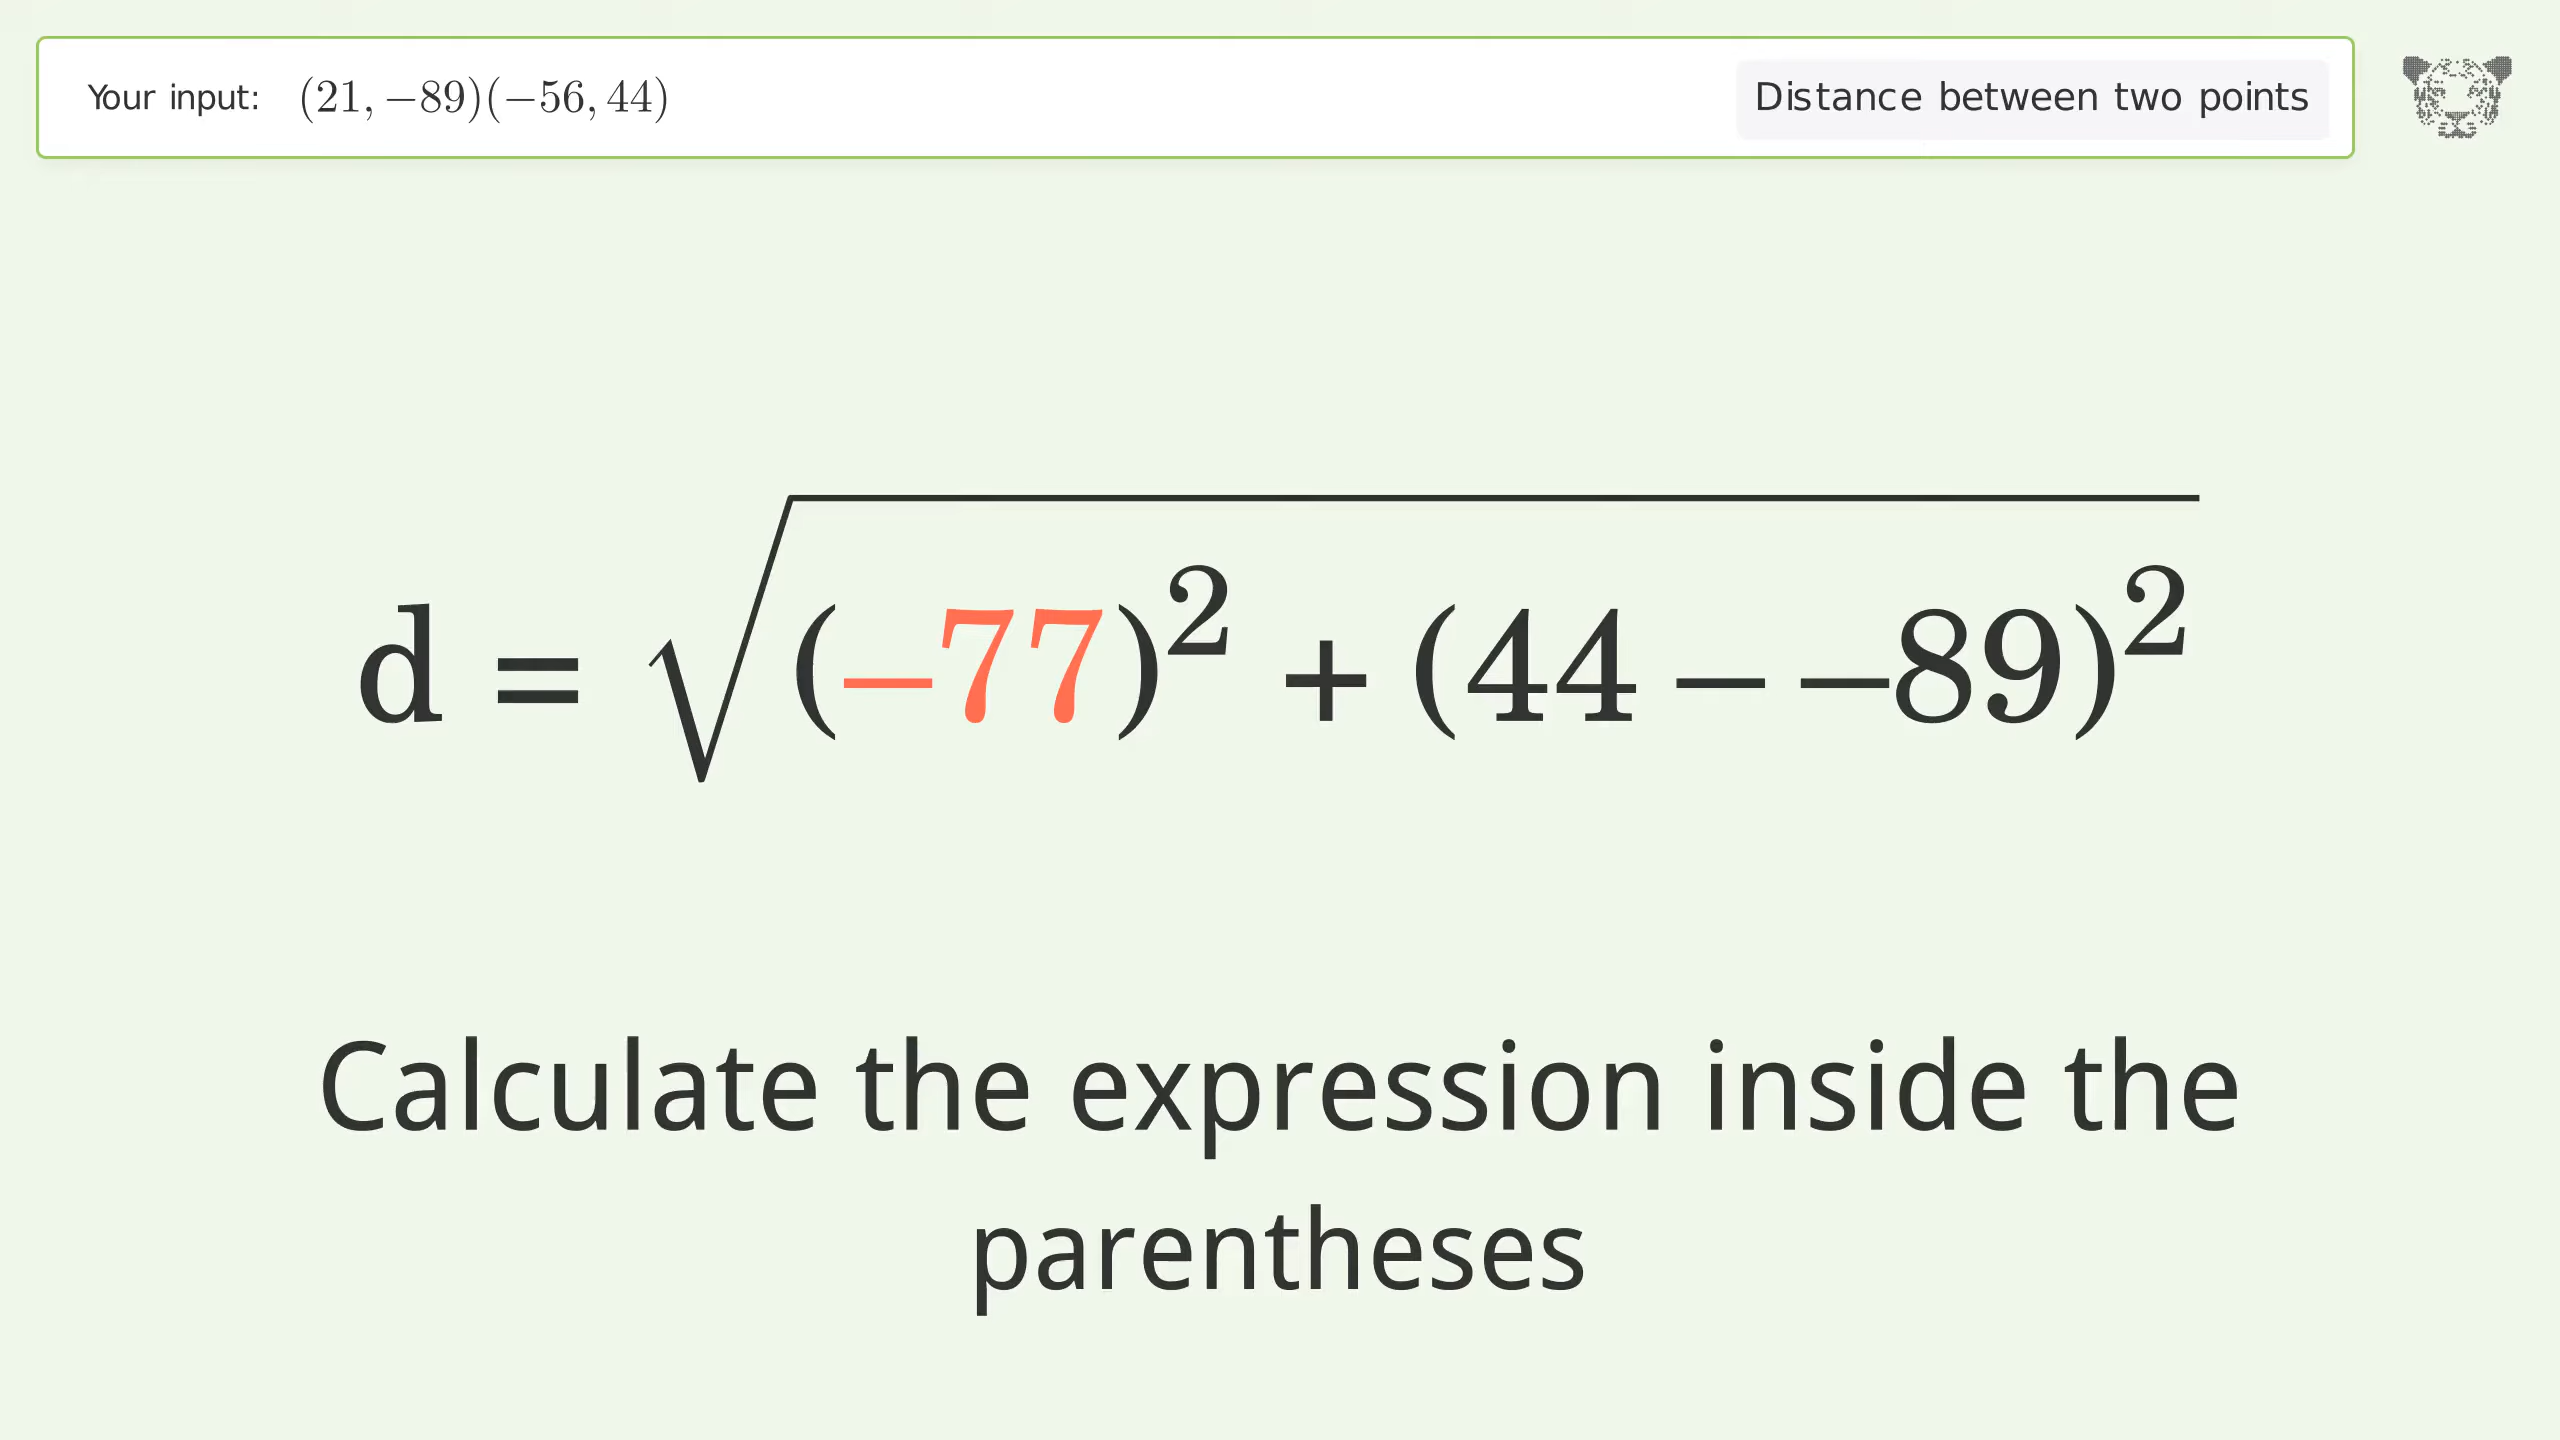 Your input: (21, −89)(−56, 44)
Distance between two points
d = √(−77)² + (44 − −89)²
Calculate the expression inside the
parentheses